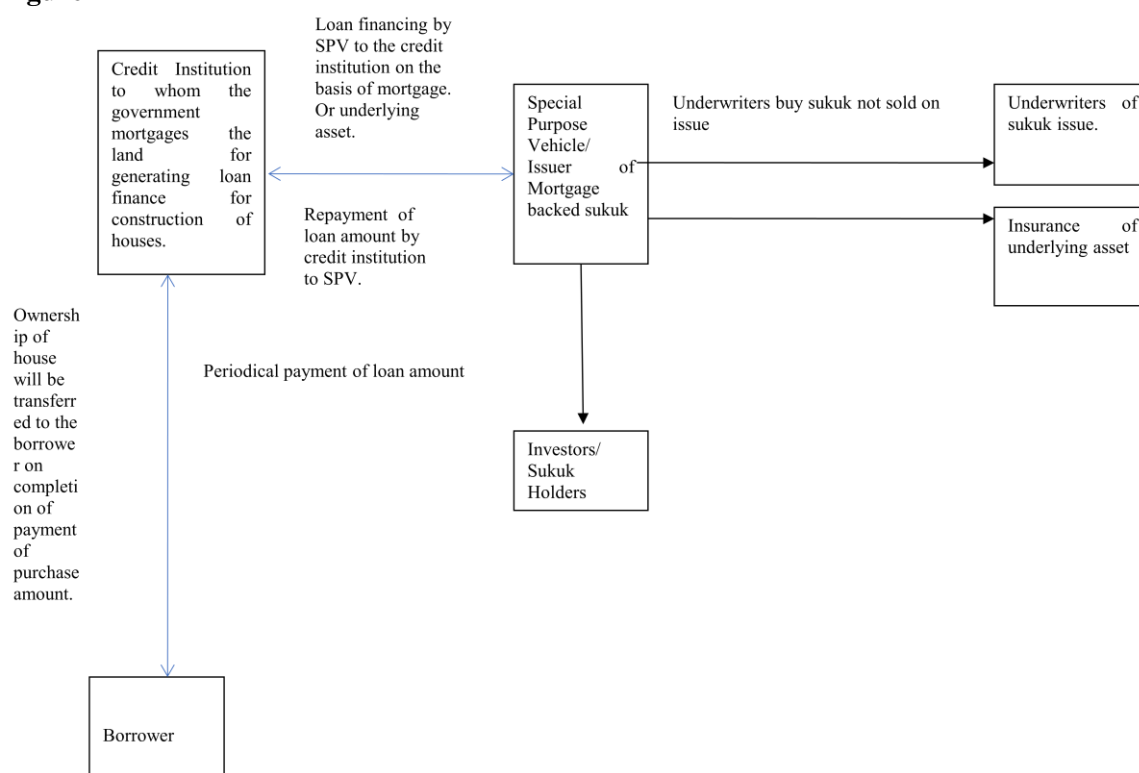 Loan financing by
SPV to the credit
institution on the
basis of mortgage.
Or underlying
asset.
Credit Institution
to whom the
government
mortgages the
land for
generating loan
finance for
construction of
houses.
Special
Purpose
Vehicle/
Issuer of
Mortgage
backed sukuk
Underwriters buy sukuk not sold on
issue
Underwriters of
sukuk issue.
Repayment of
loan amount by
credit institution
to SPV.
Insurance of
underlying asset
Ownersh
ip of
house
will be
transferr
ed to the
borrowe
r on
completi
on of
payment
of
purchase
amount.
Periodical payment of loan amount
Investors/
Sukuk
Holders
Borrower